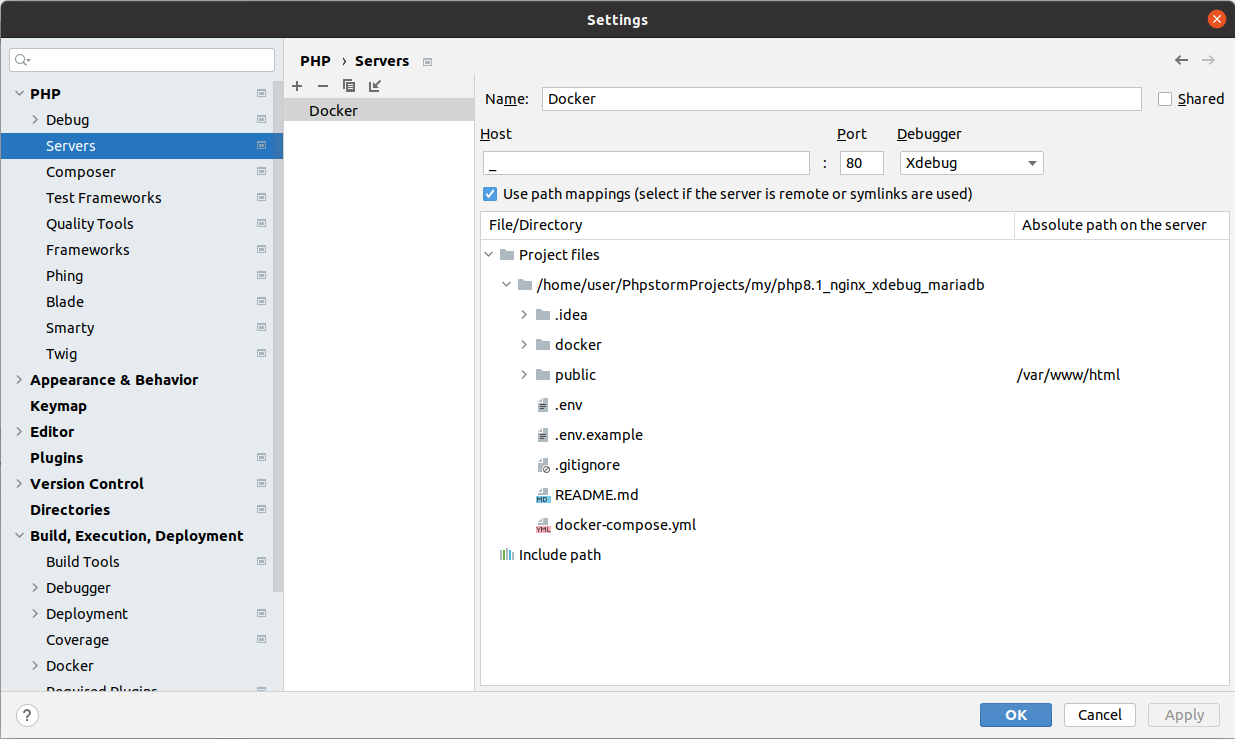 Settings
PHP › Servers
PHP
Debug
Servers
Composer
Test Frameworks
Quality Tools
Frameworks
Phing
Blade
Smarty
Twig
Appearance & Behavior
Keymap
Editor
Plugins
Version Control
Directories
Build, Execution, Deployment
Build Tools
Debugger
Deployment
Coverage
Docker
Required Plugins
Docker
Name: Docker Shared
Host Port Debugger
_ : 80 Xdebug
Use path mappings (select if the server is remote or symlinks are used)
File/Directory Absolute path on the server
Project files
/home/user/PhpstormProjects/my/php8.1_nginx_xdebug_mariadb
.idea
docker
public /var/www/html
.env
.env.example
.gitignore
MD README.md
YML docker-compose.yml
Include path
? OK Cancel Apply